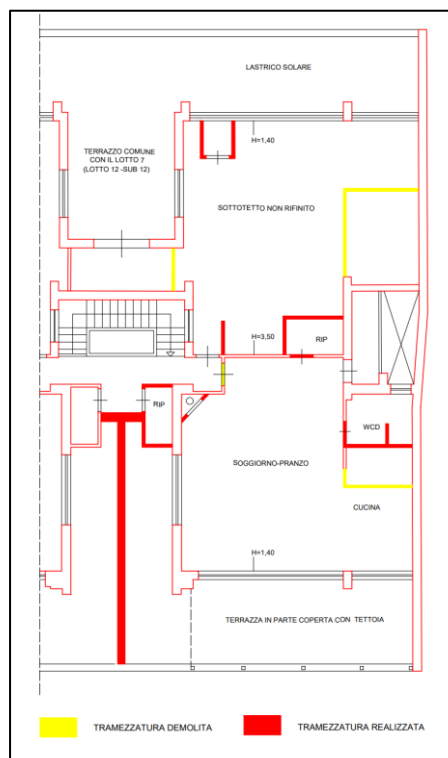 LASTRICO SOLARE
H=1,40
TERRAZZO COMUNE
CON IL LOTTO 7
(LOTTO 12 -SUB 12)
SOTTOTETTO NON RIFINITO
H=3,50
RIP
RIP
WCD
SOGGIORNO-PRANZO
CUCINA
H=1,40
TERRAZZA IN PARTE COPERTA CON TETTOIA
TRAMEZZATURA DEMOLITA
TRAMEZZATURA REALIZZATA